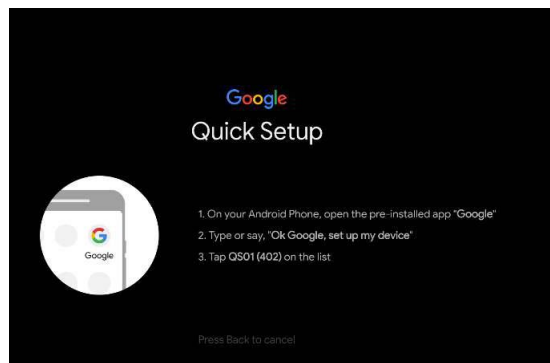 Google
Quick Setup
1. On your Android Phone, open the pre-installed app "Google"
2. Type or say, "Ok Google, set up my device"
3. Tap QS01 (402) on the list
G
Google
Press Back to cancel